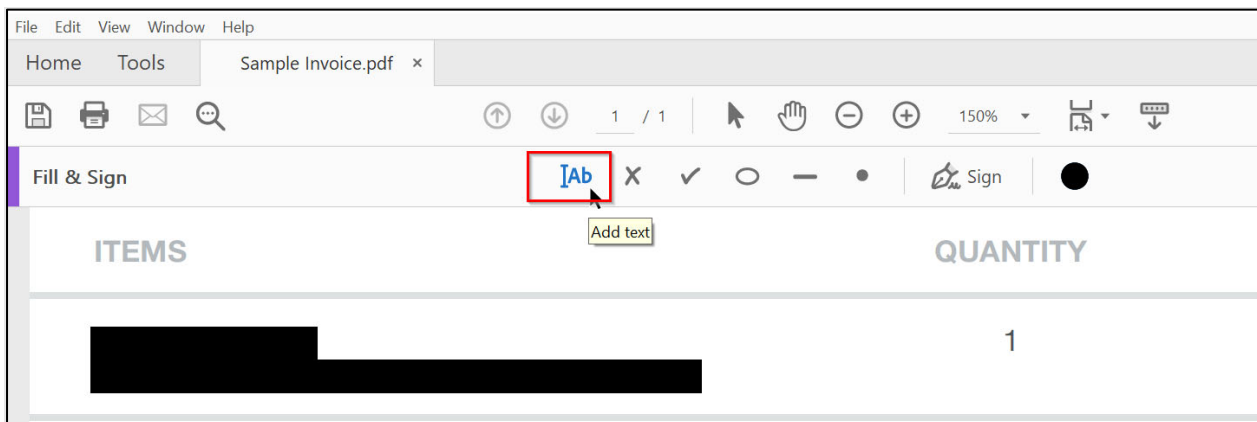 File Edit View Window Help
Home Tools Sample Invoice.pdf ×
1 / 1 150%
Fill & Sign Ab Sign
Add text
ITEMS QUANTITY
1